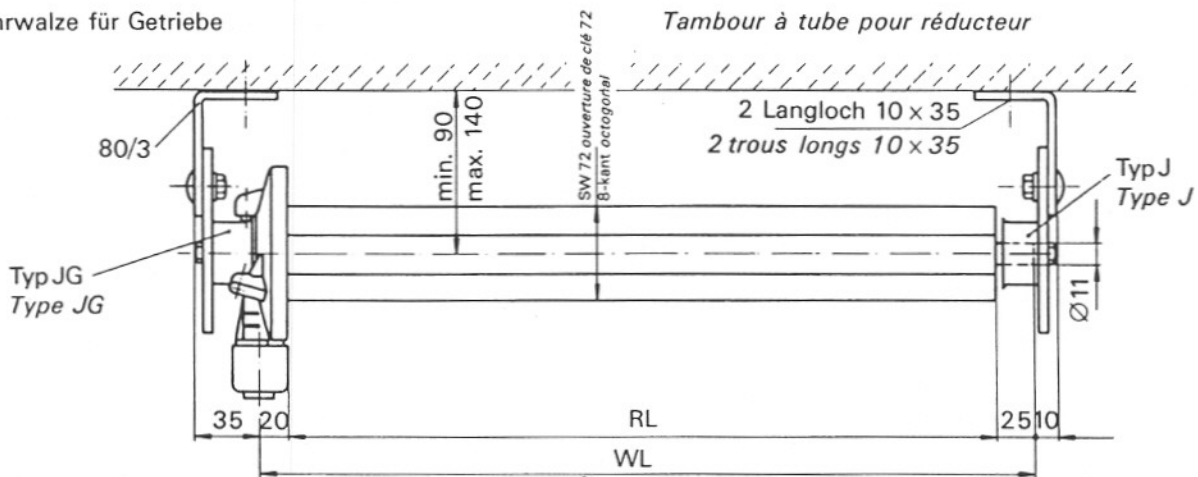 für Getriebe
Tambour à tube pour réducteur
SW 72 ouverture de clé 72
8-kant octogonal
min. 90
max. 140
80/3
2 Langloch 10 × 35
2 trous longs 10 × 35
Typ J
Type J
Typ JG
Type JG
Ø 11
35
20
RL
25
10
WL